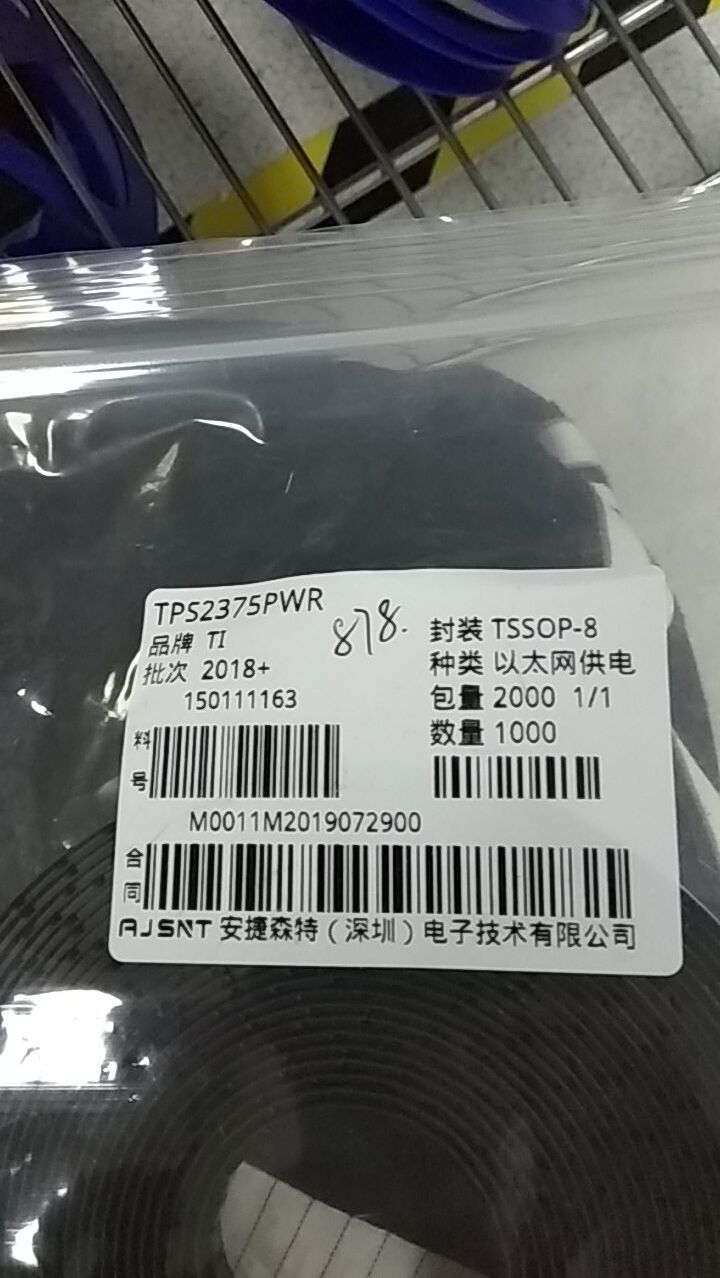 TPS2375PWR
878.
品牌 TI
批次 2018+
150111163
封装 TSSOP-8
种类 以太网供电
包量 2000 1/1
数量 1000
料号
M0011M2019072900
合同
AJSNT 安捷森特（深圳）电子技术有限公司